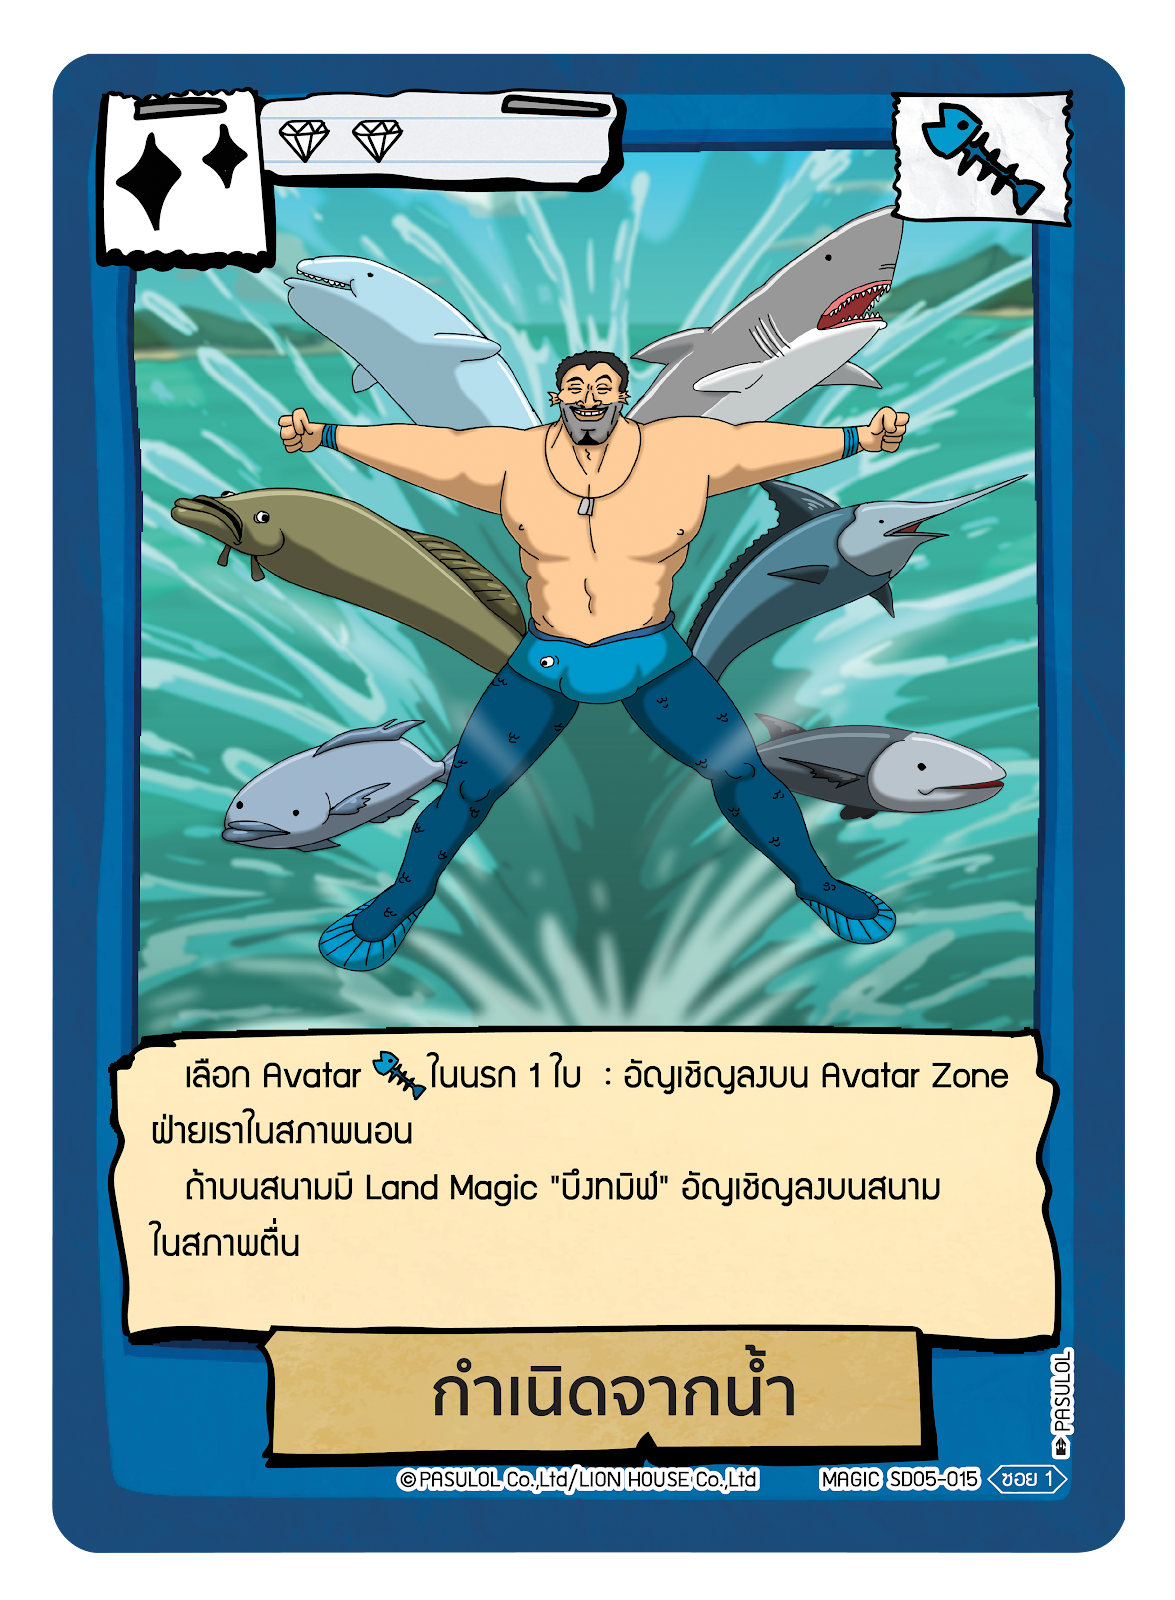 เลือก Avatar ในนรก 1 ใบ : อัญเชิญลงบน Avatar Zone
ฝ่ายเราในสภาพนอน
ถ้าบนสนามมี Land Magic "บึงทมิฬ" อัญเชิญลงบนสนาม
ในสภาพตื่น
กำเนิดจากน้ำ
PASULOL
©PASULOL Co.,Ltd/LION HOUSE Co.,Ltd
MAGIC SD05-015 ซอย 1